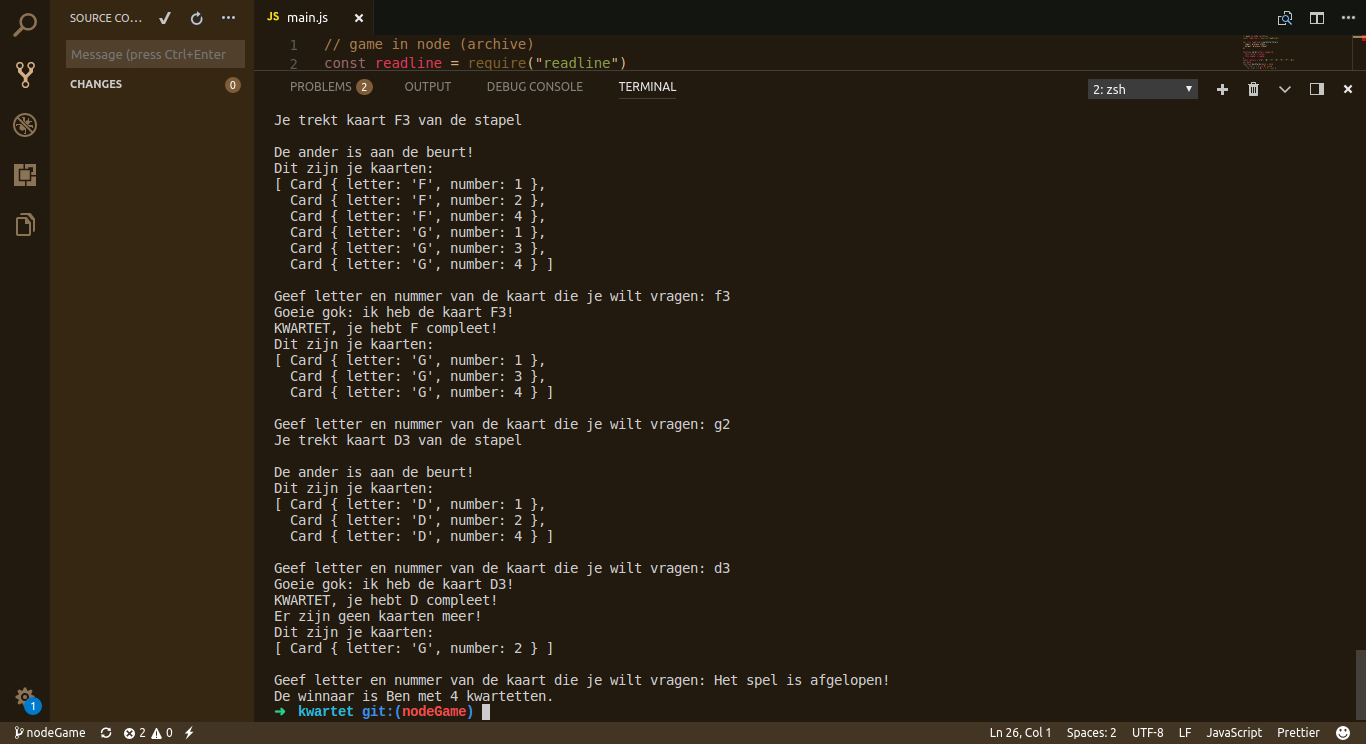 SOURCE CO... ✓ ...
JS main.js ×
Message (press Ctrl+Enter
CHANGES 0
1 // game in node (archive)
2 const readline = require("readline")
PROBLEMS 2 OUTPUT DEBUG CONSOLE TERMINAL 2: zsh
Je trekt kaart F3 van de stapel
De ander is aan de beurt!
Dit zijn je kaarten:
[ Card { letter: 'F', number: 1 },
Card { letter: 'F', number: 2 },
Card { letter: 'F', number: 4 },
Card { letter: 'G', number: 1 },
Card { letter: 'G', number: 3 },
Card { letter: 'G', number: 4 } ]
Geef letter en nummer van de kaart die je wilt vragen: f3
Goeie gok: ik heb de kaart F3!
KWARTET, je hebt F compleet!
Dit zijn je kaarten:
[ Card { letter: 'G', number: 1 },
Card { letter: 'G', number: 3 },
Card { letter: 'G', number: 4 } ]
Geef letter en nummer van de kaart die je wilt vragen: g2
Je trekt kaart D3 van de stapel
De ander is aan de beurt!
Dit zijn je kaarten:
[ Card { letter: 'D', number: 1 },
Card { letter: 'D', number: 2 },
Card { letter: 'D', number: 4 } ]
Geef letter en nummer van de kaart die je wilt vragen: d3
Goeie gok: ik heb de kaart D3!
KWARTET, je hebt D compleet!
Er zijn geen kaarten meer!
Dit zijn je kaarten:
[ Card { letter: 'G', number: 2 } ]
Geef letter en nummer van de kaart die je wilt vragen: Het spel is afgelopen!
De winnaar is Ben met 4 kwartetten.
➜ kwartet git:(nodeGame)
1
nodeGame 2 0 Ln 26, Col 1 Spaces: 2 UTF-8 LF JavaScript Prettier